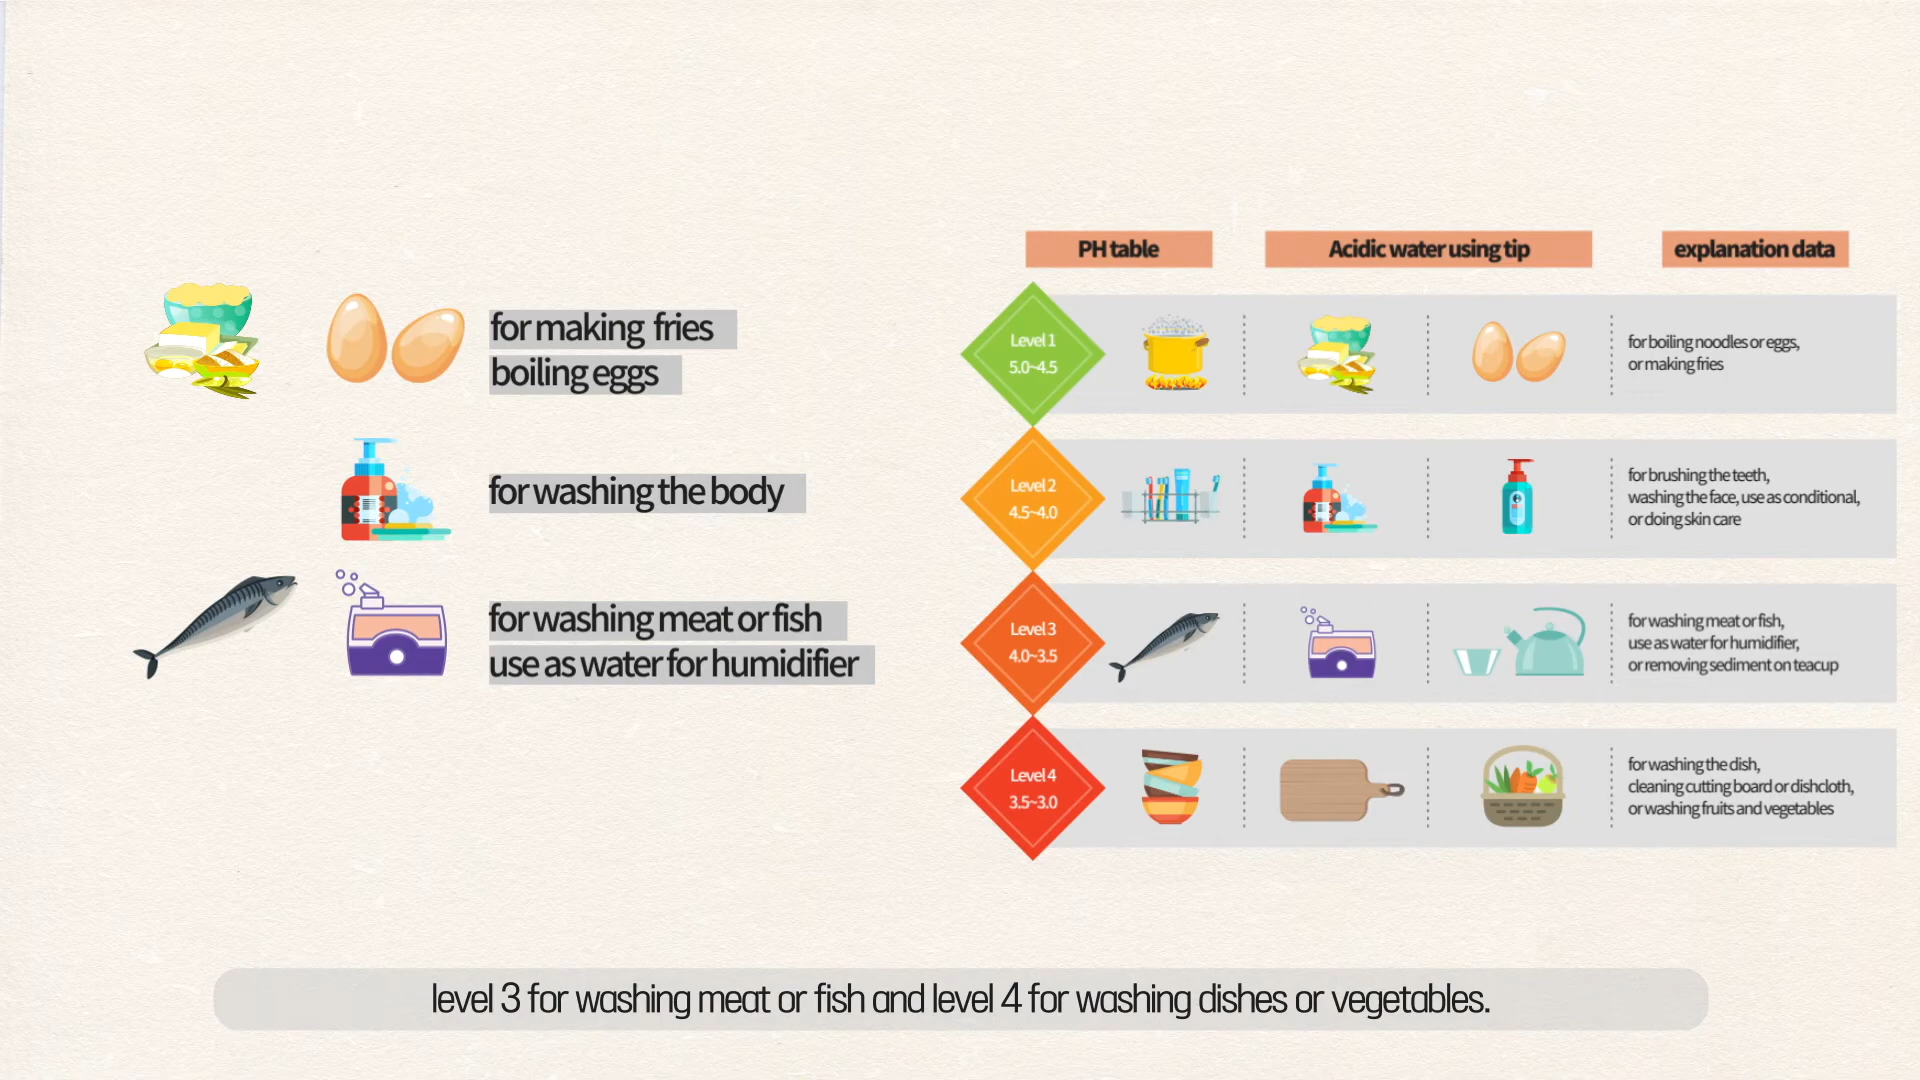 for making fries
boiling eggs
for washing the body
for washing meat or fish
use as water for humidifier
PH table
Acidic water using tip
explanation data
Level 1
5.0~4.5
for boiling noodles or eggs,
or making fries
Level 2
4.5~4.0
for brushing the teeth,
washing the face, use as conditional,
or doing skin care
Level 3
4.0~3.5
for washing meat or fish,
use as water for humidifier,
or removing sediment on teacup
Level 4
3.5~3.0
for washing the dish,
cleaning cutting board or dishcloth,
or washing fruits and vegetables
level 3 for washing meat or fish and level 4 for washing dishes or vegetables.